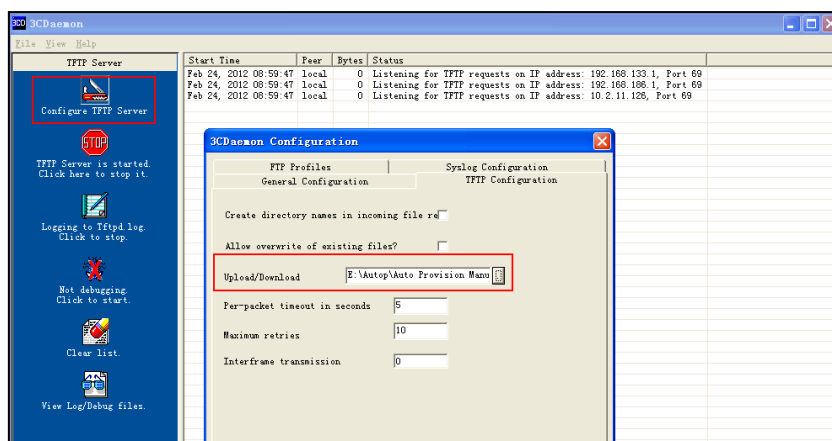 3CD 3CDaemon
File View Help
TFTP Server
Start Time Peer Bytes Status
Feb 24, 2012 08:59:47 local 0 Listening for TFTP requests on IP address: 192.168.133.1, Port 69
Feb 24, 2012 08:59:47 local 0 Listening for TFTP requests on IP address: 192.168.186.1, Port 69
Feb 24, 2012 08:59:47 local 0 Listening for TFTP requests on IP address: 10.2.11.126, Port 69
Configure TFTP Server
STOP
TFTP Server is started.
Click here to stop it.
Logging to Tftpd.log.
Click to stop.
Not debugging.
Click to start.
Clear list.
View Log/Debug files.
3CDaemon Configuration
FTP Profiles Syslog Configuration
General Configuration TFTP Configuration
Create directory names in incoming file re
Allow overwrite of existing files?
Upload/Download E:\Autop\Auto Provision Manu
Per-packet timeout in seconds 5
Maximum retries 10
Interframe transmission 0